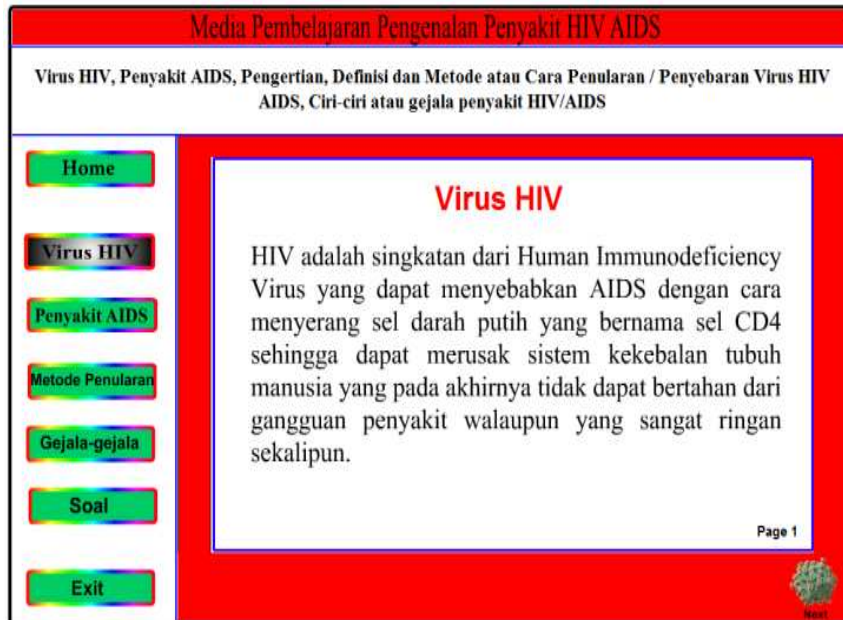 Media Pembelajaran Pengenalan Penyakit HIV AIDS
Virus HIV, Penyakit AIDS, Pengertian, Definisi dan Metode atau Cara Penularan / Penyebaran Virus HIV
AIDS, Ciri-ciri atau gejala penyakit HIV/AIDS
Home
Virus HIV
Penyakit AIDS
Metode Penularan
Gejala-gejala
Soal
Exit
Virus HIV
HIV adalah singkatan dari Human Immunodeficiency
Virus yang dapat menyebabkan AIDS dengan cara
menyerang sel darah putih yang bernama sel CD4
sehingga dapat merusak sistem kekebalan tubuh
manusia yang pada akhirnya tidak dapat bertahan dari
gangguan penyakit walaupun yang sangat ringan
sekalipun.
Page 1
Next